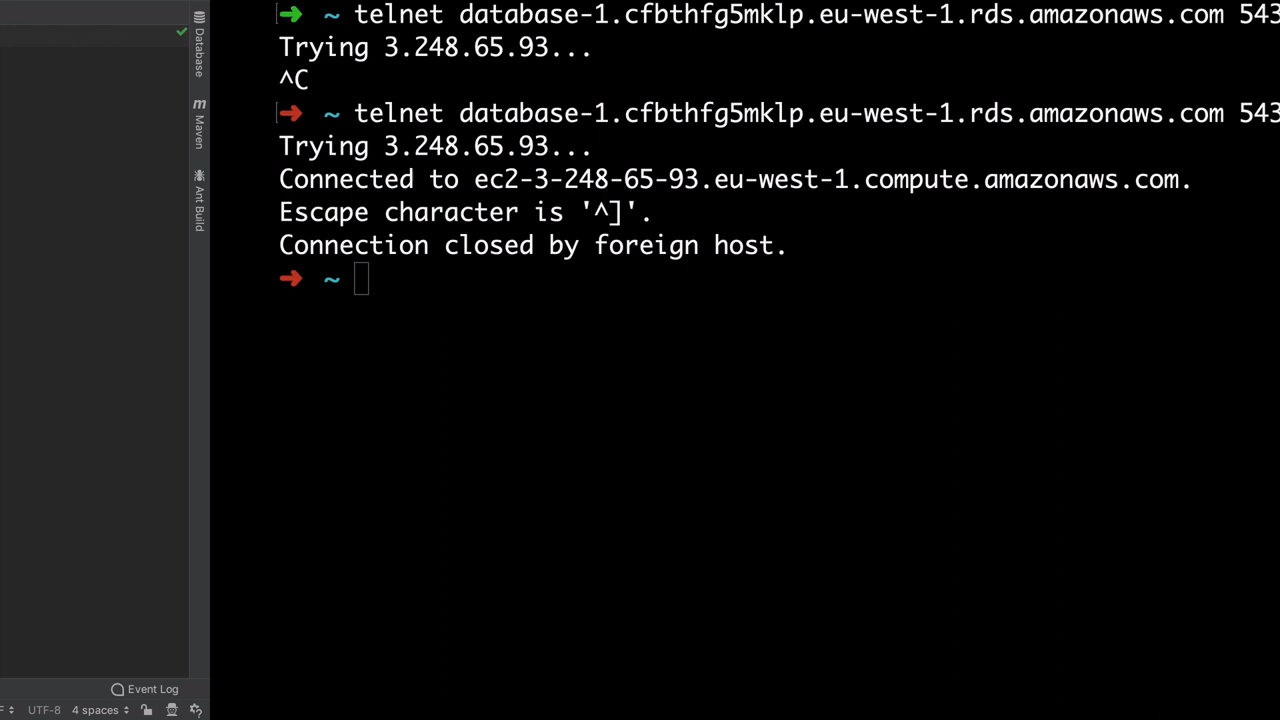 ➜ ~ telnet database-1.cfbthfg5mklp.eu-west-1.rds.amazonaws.com 543
Trying 3.248.65.93...
^C
➜ ~ telnet database-1.cfbthfg5mklp.eu-west-1.rds.amazonaws.com 543
Trying 3.248.65.93...
Connected to ec2-3-248-65-93.eu-west-1.compute.amazonaws.com.
Escape character is '^]'.
Connection closed by foreign host.
➜ ~
Database
m
Maven
Ant Build
Event Log
F UTF-8 4 spaces